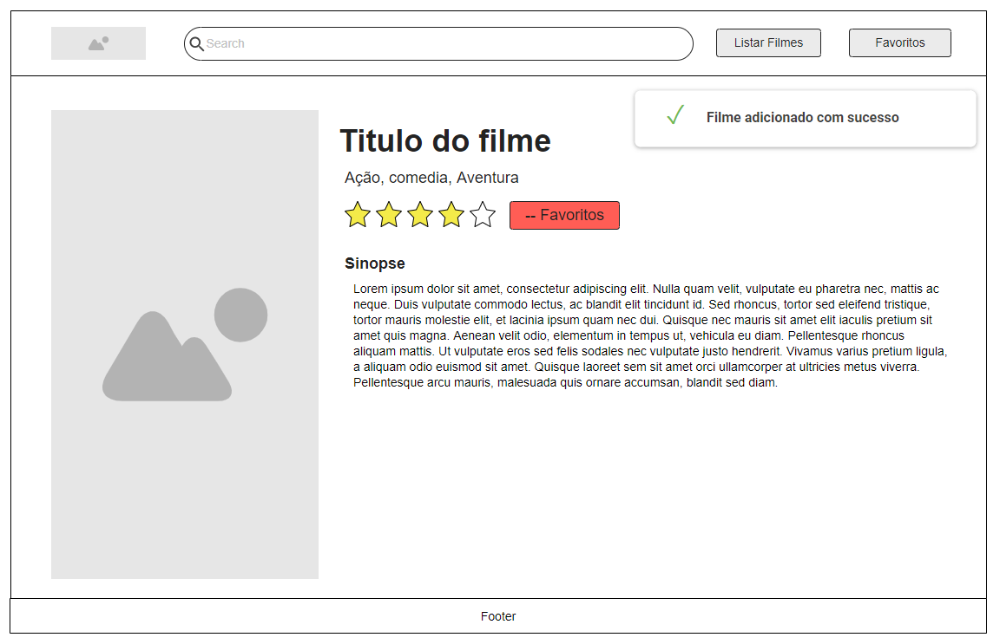 Search
Listar Filmes
Favoritos
Filme adicionado com sucesso
Titulo do filme
Ação, comedia, Aventura
-- Favoritos
Sinopse
Lorem ipsum dolor sit amet, consectetur adipiscing elit. Nulla quam velit, vulputate eu pharetra nec, mattis ac
neque. Duis vulputate commodo lectus, ac blandit elit tincidunt id. Sed rhoncus, tortor sed eleifend tristique,
tortor mauris molestie elit, et lacinia ipsum quam nec dui. Quisque nec mauris sit amet elit iaculis pretium sit
amet quis magna. Aenean velit odio, elementum in tempus ut, vehicula eu diam. Pellentesque rhoncus
aliquam mattis. Ut vulputate eros sed felis sodales nec vulputate justo hendrerit. Vivamus varius pretium ligula,
a aliquam odio euismod sit amet. Quisque laoreet sem sit amet orci ullamcorper at ultricies metus viverra.
Pellentesque arcu mauris, malesuada quis ornare accumsan, blandit sed diam.
Footer